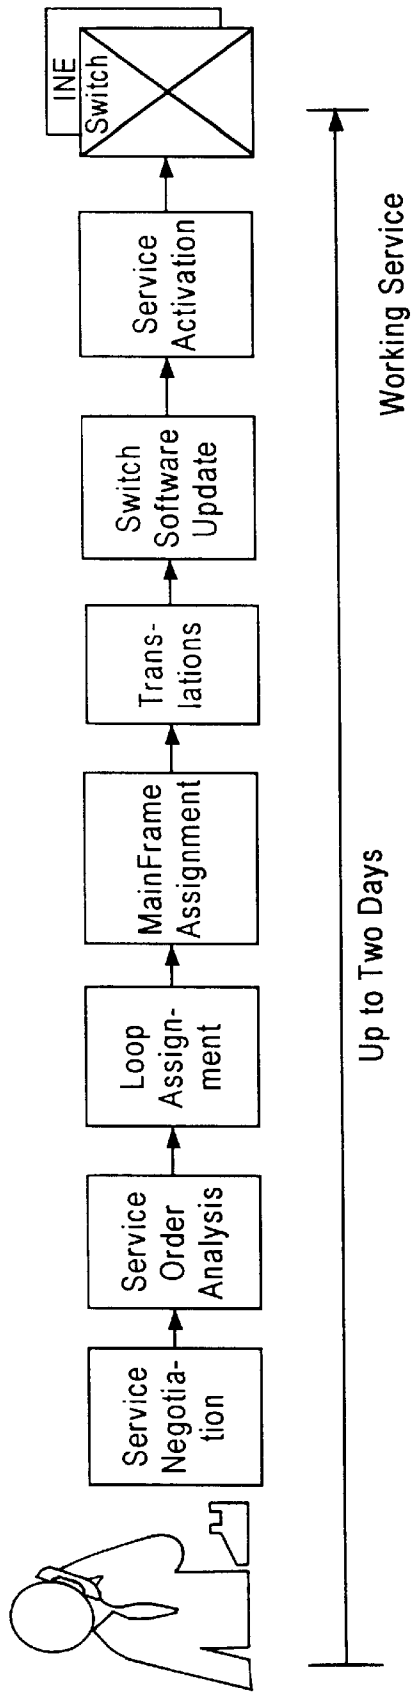 Service
Negotia-
tion
Service
Order
Analysis
Loop
Assign-
ment
MainFrame
Assignment
Trans-
lations
Switch
Software
Update
Service
Activation
INE
Switch
Up to Two Days
Working Service